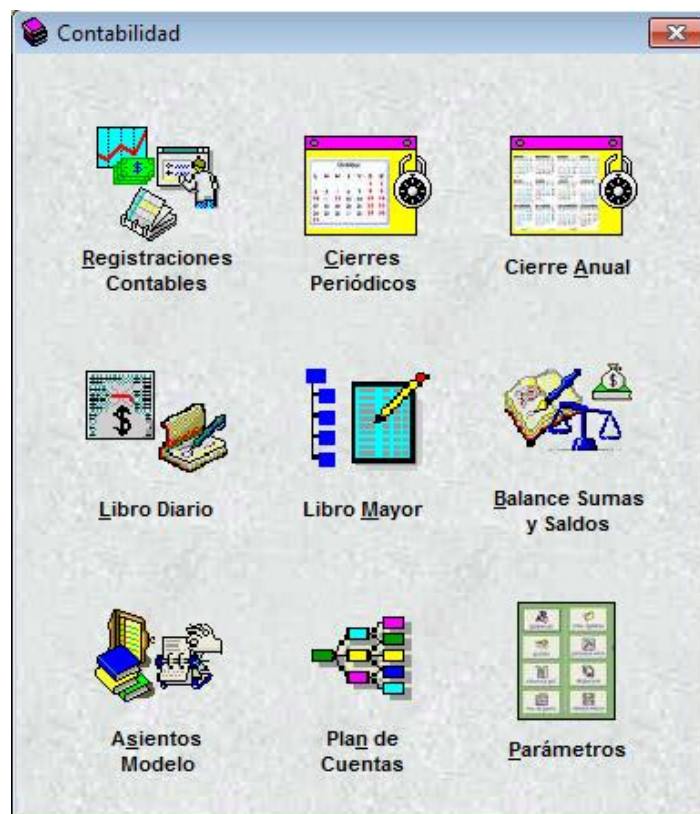 Contabilidad
Registraciones
Contables
Cierres
Periódicos
Cierre Anual
Libro Diario
Libro Mayor
Balance Sumas
y Saldos
Asientos
Modelo
Plan de
Cuentas
Parámetros